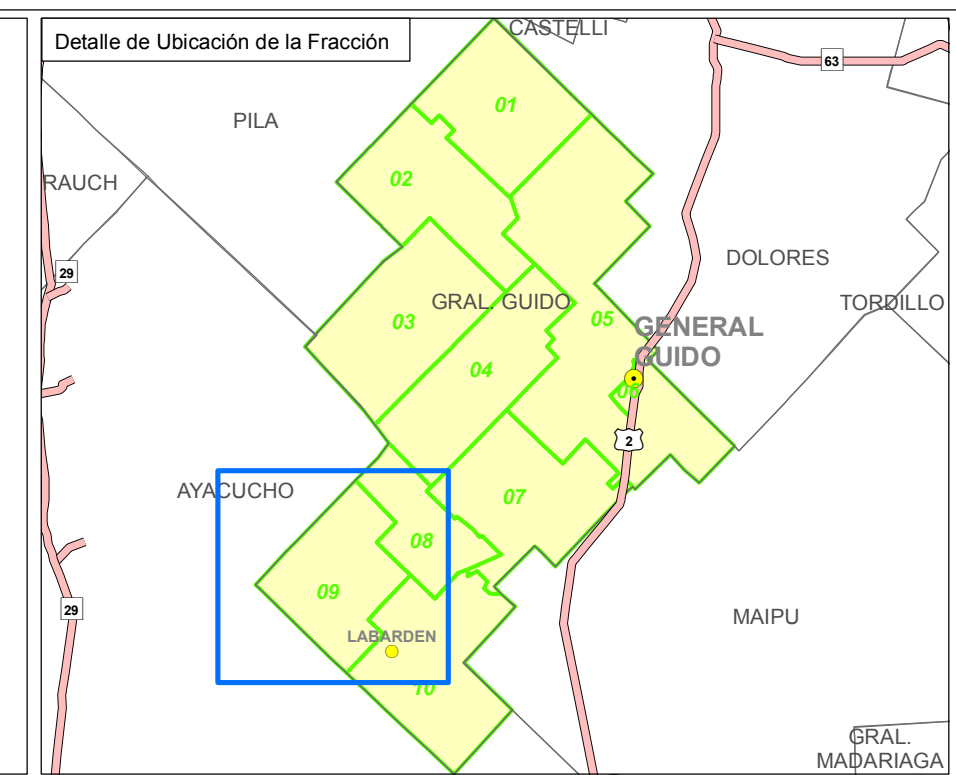 Detalle de Ubicación de la Fracción
CASTELLI
63
01
PILA
RAUCH
02
DOLORES
29
GRAL. GUIDO
TORDILLO
03
05
GENERAL
GUIDO
04
06
2
AYACUCHO
07
08
09
29
MAIPU
LABARDEN
10
GRAL.
MADARIAGA